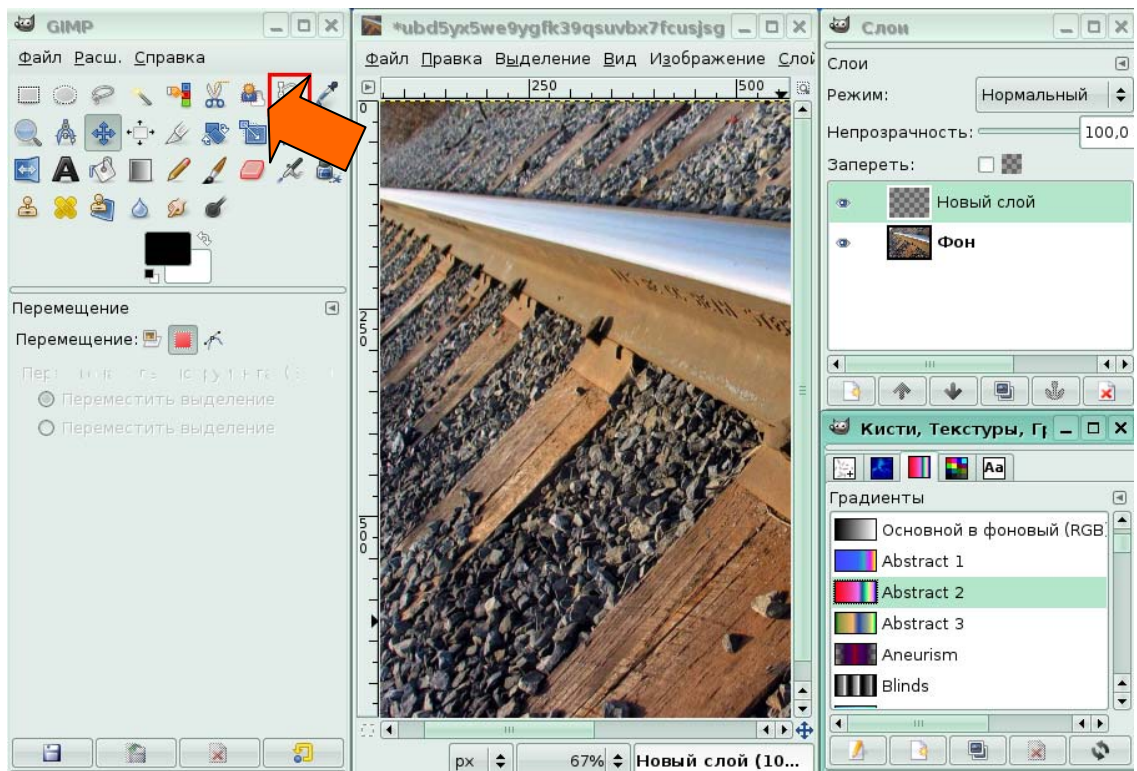 GIMP
Файл Расш. Справка
Перемещение
Перемещение:
Переместить выделение
Переместить выделение
*ubd5yx5we9ygfk39qsuvbx7fcusjsg
Файл Правка Выделение Вид Изображение Слой
250 500
0
250
500
px 67% Новый слой (10...
Слои
Слои
Режим: Нормальный
Непрозрачность: 100,0
Запереть:
Новый слой
Фон
Кисти, Текстуры, Гр
Aa
Градиенты
Основной в фоновый (RGB)
Abstract 1
Abstract 2
Abstract 3
Aneurism
Blinds